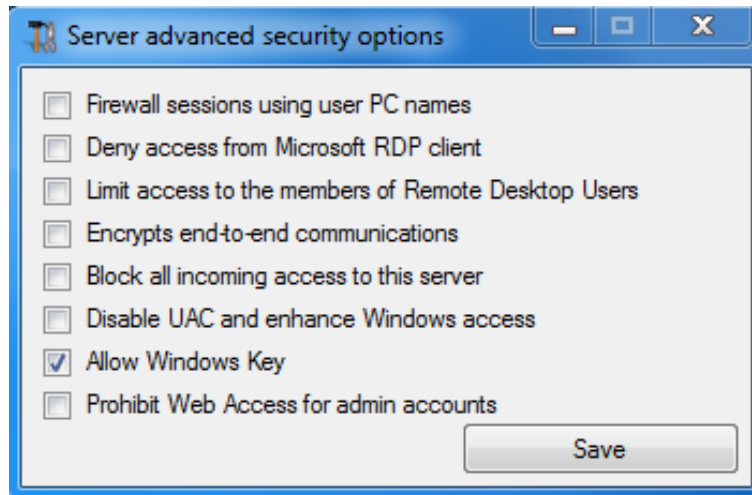 Server advanced security options
Firewall sessions using user PC names
Deny access from Microsoft RDP client
Limit access to the members of Remote Desktop Users
Encrypts end-to-end communications
Block all incoming access to this server
Disable UAC and enhance Windows access
Allow Windows Key
Prohibit Web Access for admin accounts
Save